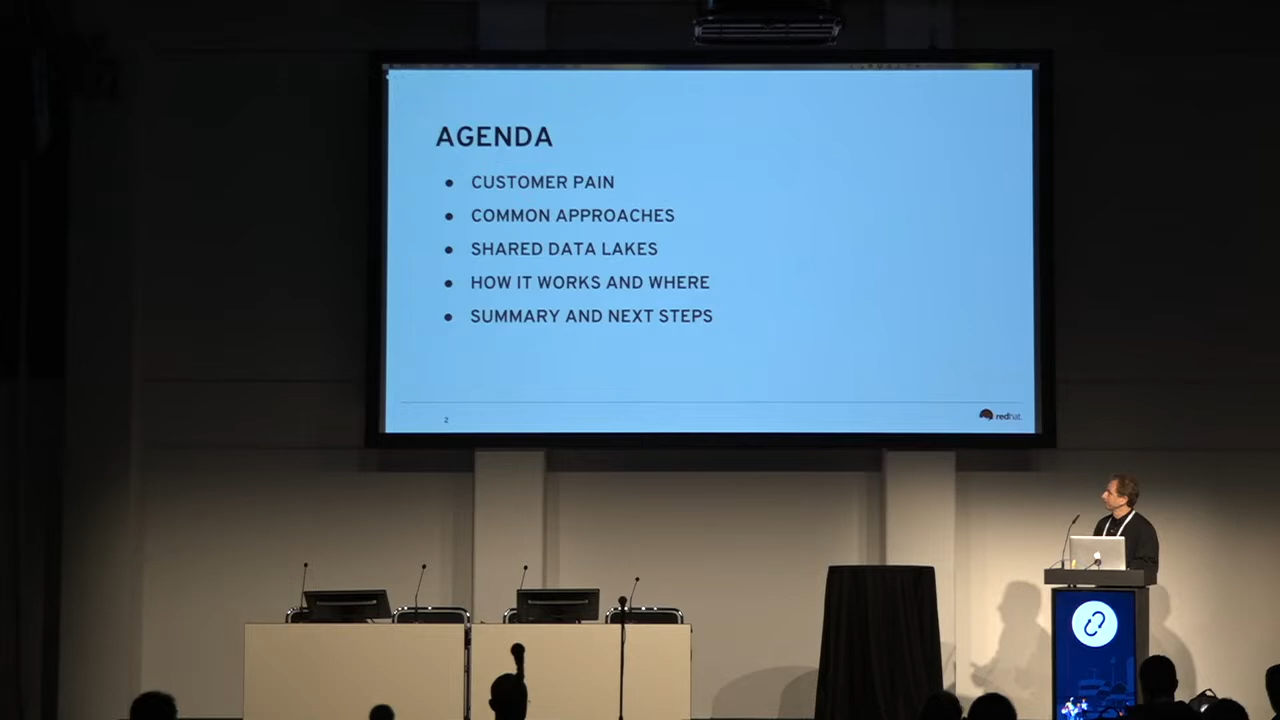 AGENDA
● CUSTOMER PAIN
● COMMON APPROACHES
● SHARED DATA LAKES
● HOW IT WORKS AND WHERE
● SUMMARY AND NEXT STEPS
2
redhat.